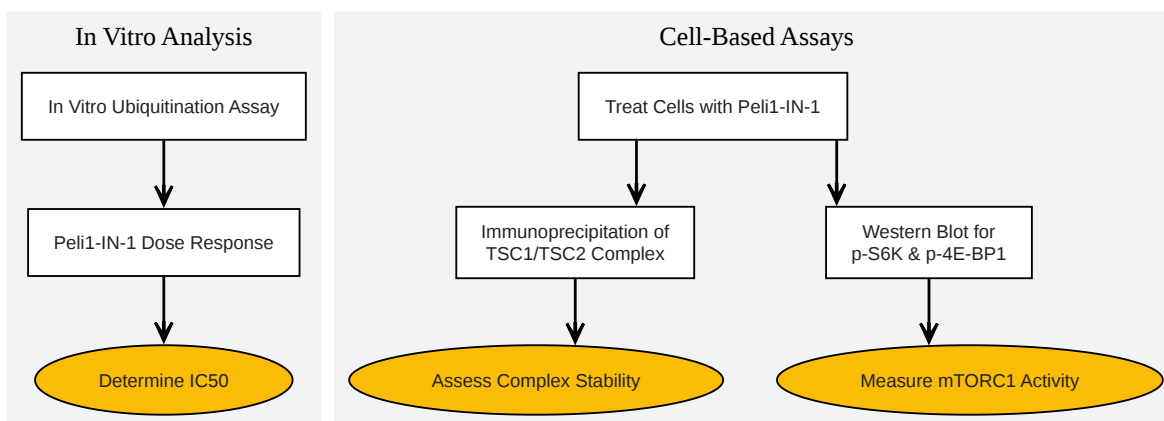 In Vitro Analysis
In Vitro Ubiquitination Assay
Peli1-IN-1 Dose Response
Determine IC50
Cell-Based Assays
Treat Cells with Peli1-IN-1
Immunoprecipitation of
TSC1/TSC2 Complex
Western Blot for
p-S6K & p-4E-BP1
Assess Complex Stability
Measure mTORC1 Activity